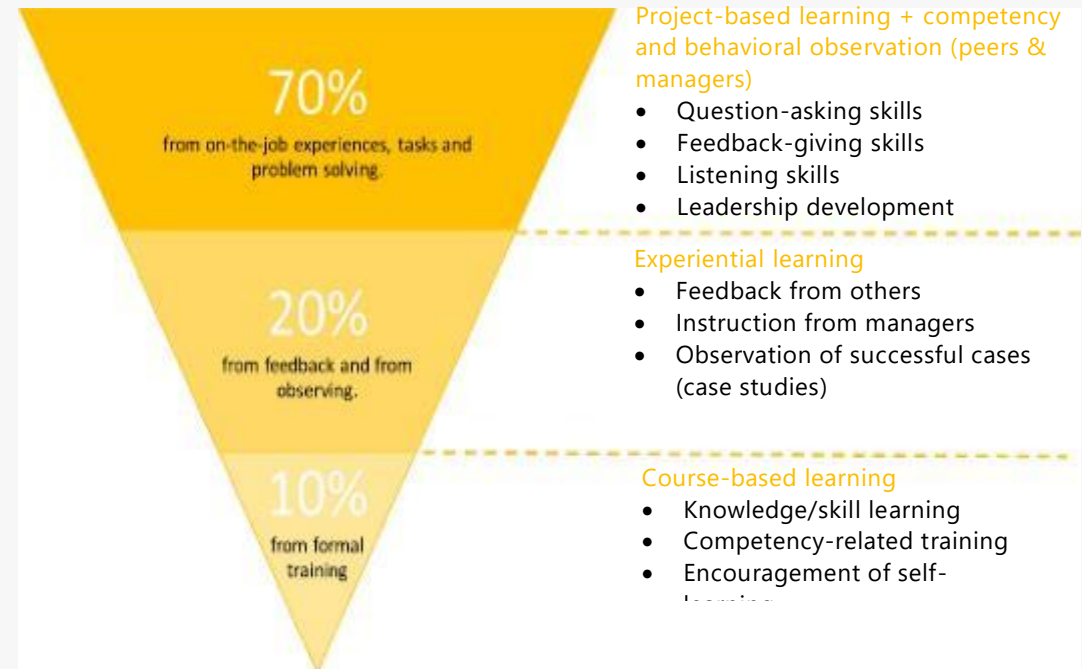 70%
from on-the-job experiences, tasks and
problem solving.
Project-based learning + competency
and behavioral observation (peers &
managers)
• Question-asking skills
• Feedback-giving skills
• Listening skills
• Leadership development
20%
from feedback and from
observing.
Experiential learning
• Feedback from others
• Instruction from managers
• Observation of successful cases
(case studies)
10%
from formal
training
Course-based learning
• Knowledge/skill learning
• Competency-related training
• Encouragement of self-